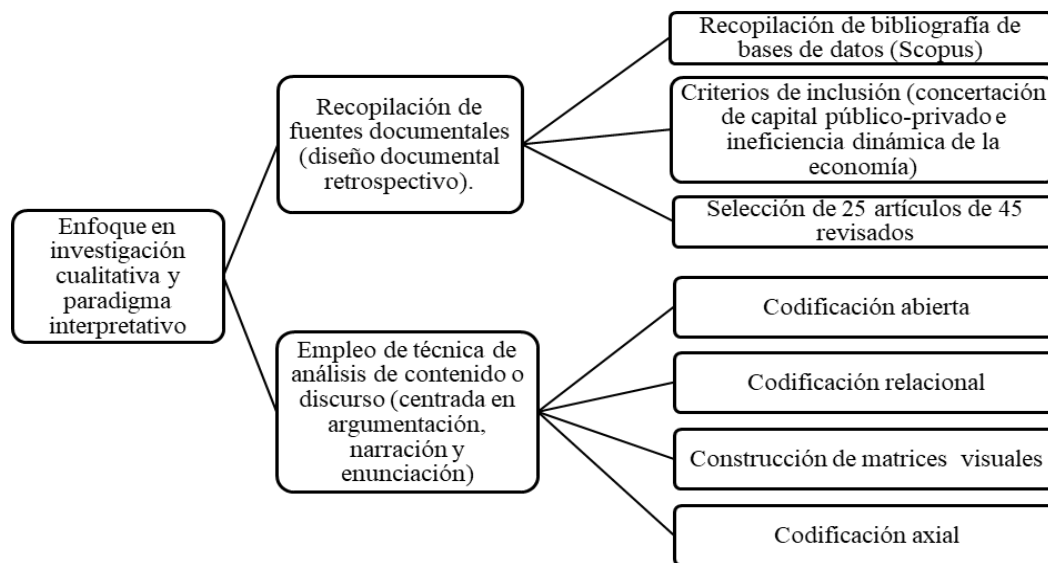 Enfoque en
investigación
cualitativa y
paradigma
interpretativo
Recopilación de
fuentes documentales
(diseño documental
retrospectivo).
Recopilación de bibliografía de
bases de datos (Scopus)
Criterios de inclusión (concertación
de capital público-privado e
ineficiencia dinámica de la
economía)
Selección de 25 artículos de 45
revisados
Empleo de técnica de
análisis de contenido o
discurso (centrada en
argumentación,
narración y
enunciación)
Codificación abierta
Codificación relacional
Construcción de matrices visuales
Codificación axial